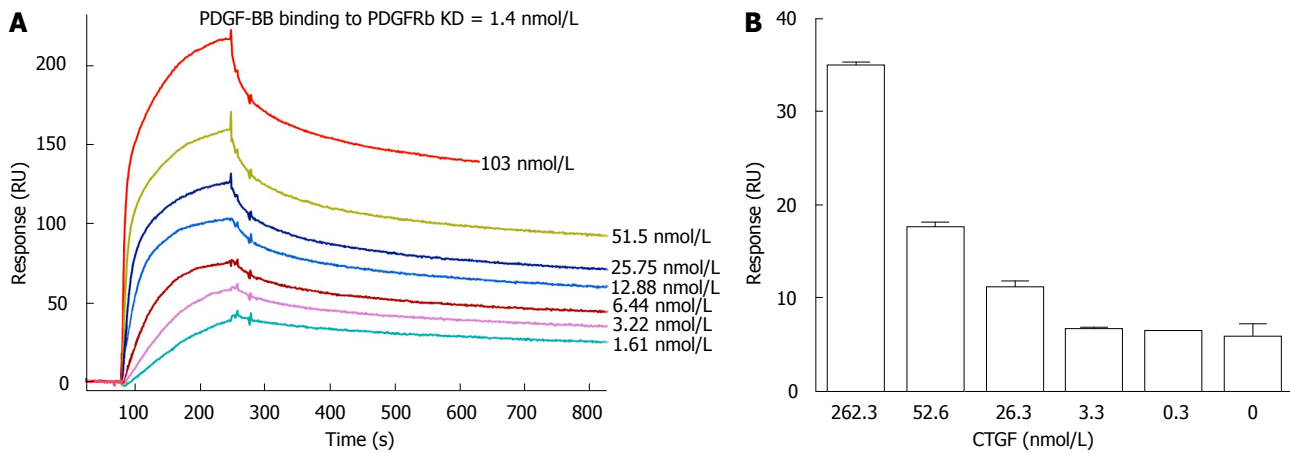 A
PDGF-BB binding to PDGFRb KD = 1.4 nmol/L
Response (RU)
200
150
100
50
0
103 nmol/L
51.5 nmol/L
25.75 nmol/L
12.88 nmol/L
6.44 nmol/L
3.22 nmol/L
1.61 nmol/L
100 200 300 400 500 600 700 800
Time (s)
B
Response (RU)
40
30
20
10
0
262.3 52.6 26.3 3.3 0.3 0
CTGF (nmol/L)